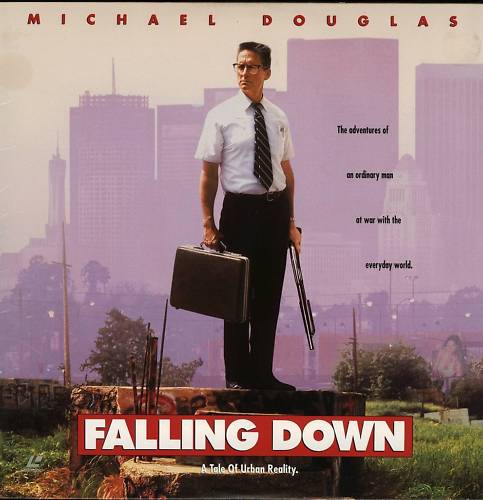 MICHAEL DOUGLAS
The adventures of
an ordinary man
at war with the
everyday world.
FALLING DOWN
A Tale Of Urban Reality.